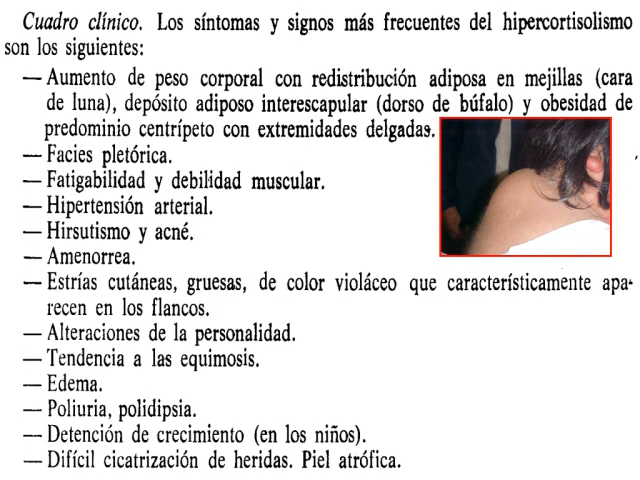 Cuadro clínico. Los síntomas y signos más frecuentes del hipercortisolismo
son los siguientes:
— Aumento de peso corporal con redistribución adiposa en mejillas (cara
de luna), depósito adiposo interescapular (dorso de búfalo) y obesidad de
predominio centrípeto con extremidades delgadas.
— Facies pletórica.
— Fatigabilidad y debilidad muscular.
— Hipertensión arterial.
— Hirsutismo y acné.
— Amenorrea.
— Estrías cutáneas, gruesas, de color violáceo que característicamente apa-
recen en los flancos.
— Alteraciones de la personalidad.
— Tendencia a las equimosis.
— Edema.
— Poliuria, polidipsia.
— Detención de crecimiento (en los niños).
— Difícil cicatrización de heridas. Piel atrófica.